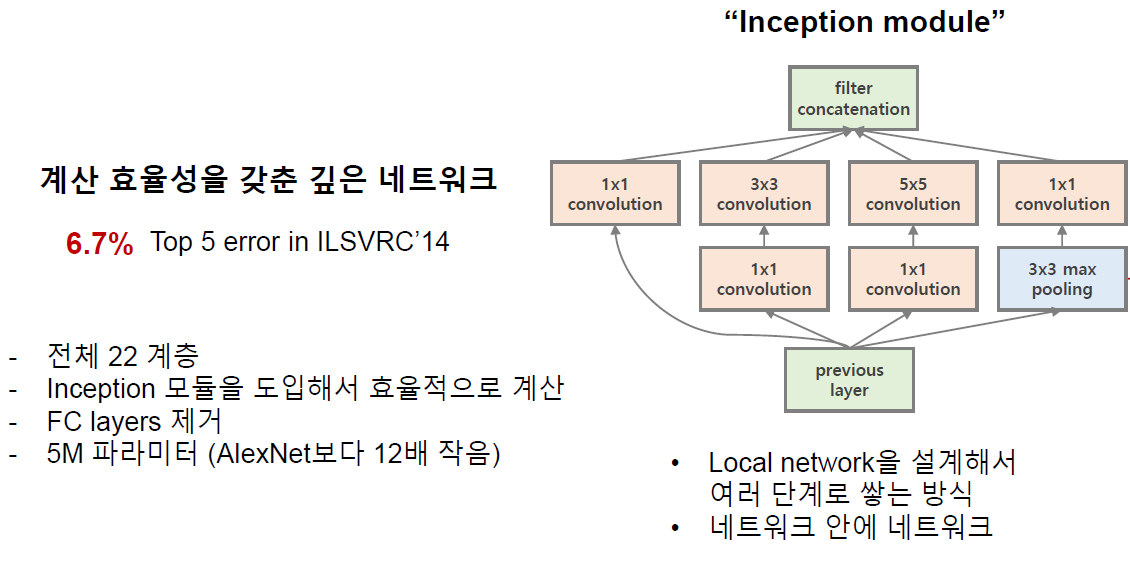 “Inception module”
filter
concatenation
1x1
convolution
3x3
convolution
5x5
convolution
1x1
convolution
1x1
convolution
1x1
convolution
3x3 max
pooling
previous
layer
계산 효율성을 갖춘 깊은 네트워크
6.7% Top 5 error in ILSVRC’14
- 전체 22 계층
- Inception 모듈을 도입해서 효율적으로 계산
- FC layers 제거
- 5M 파라미터 (AlexNet보다 12배 작음)
• Local network을 설계해서
여러 단계로 쌓는 방식
• 네트워크 안에 네트워크